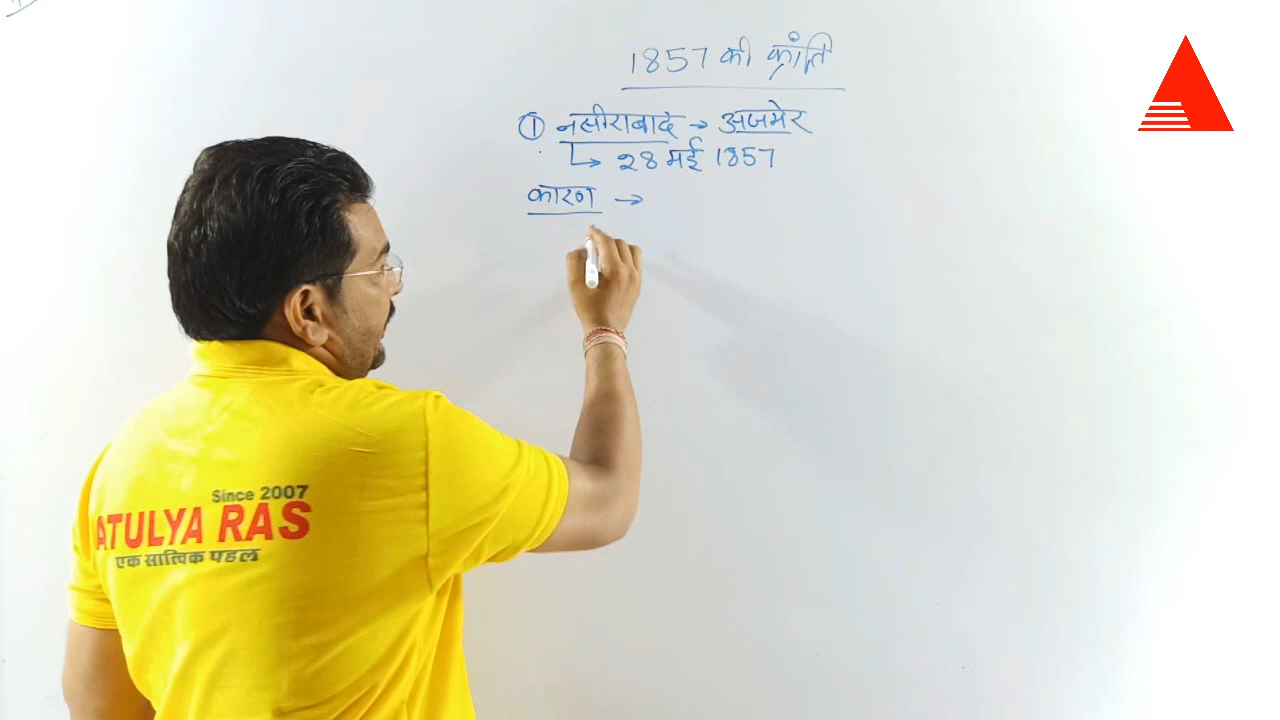 1857 की क्रांति
① नसीराबाद → अजमेर
↳ 28 मई 1857
कारण →
Since 2007
ATULYA RAS
एक सात्विक पहल